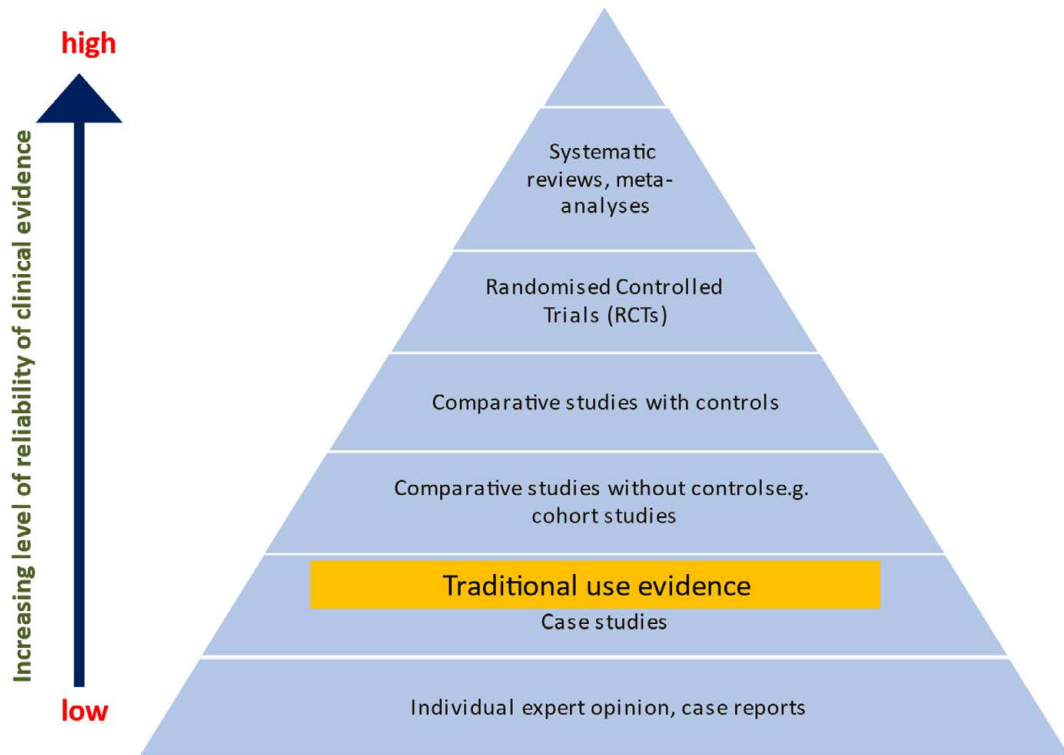 high
Increasing level of reliability of clinical evidence
low
Systematic
reviews, meta-
analyses
Randomised Controlled
Trials (RCTs)
Comparative studies with controls
Comparative studies without controlse.g.
cohort studies
Traditional use evidence
Case studies
Individual expert opinion, case reports